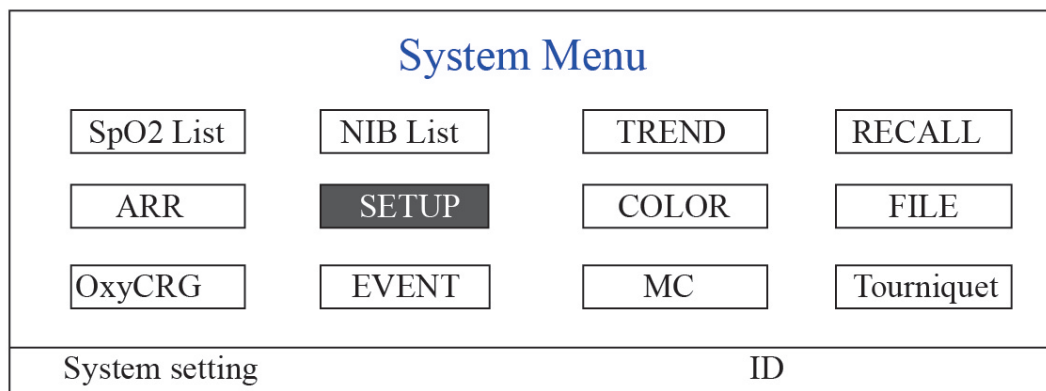 System Menu
SpO2 List NIB List TREND RECALL
ARR SETUP COLOR FILE
OxyCRG EVENT MC Tourniquet
System setting ID